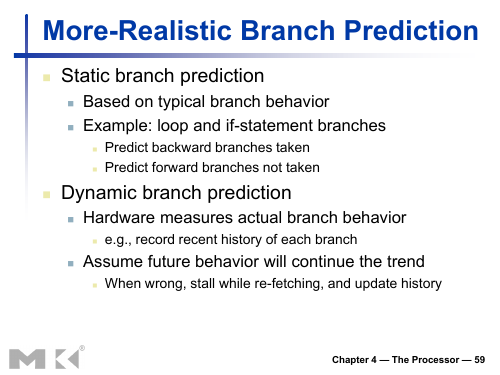 More-Realistic Branch Prediction
Static branch prediction
Based on typical branch behavior
Example: loop and if-statement branches
Predict backward branches taken
Predict forward branches not taken
Dynamic branch prediction
Hardware measures actual branch behavior
e.g., record recent history of each branch
Assume future behavior will continue the trend
When wrong, stall while re-fetching, and update history
MK®
Chapter 4 — The Processor — 59